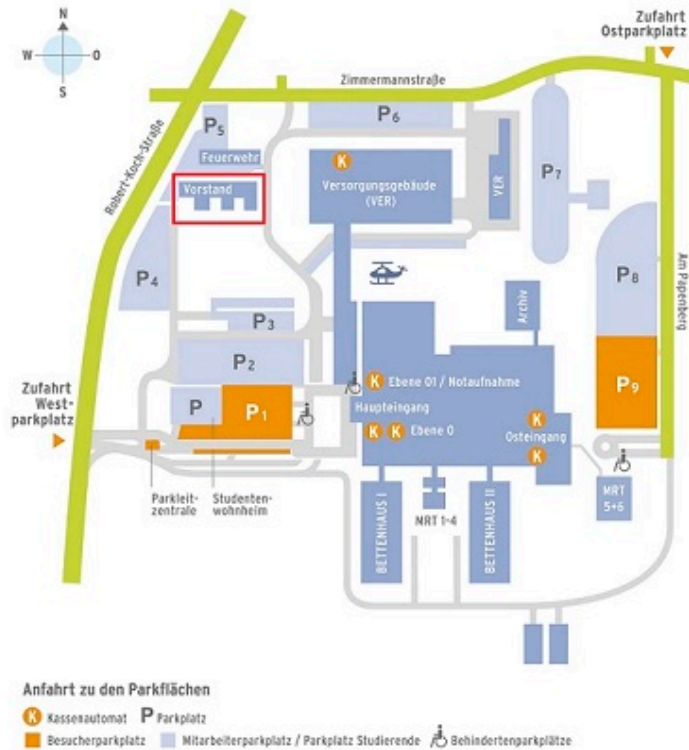 Zufahrt
Ostparkplatz
N
W
O
S
Zimmermannstraße
Robert-Koch-Straße
P5
P6
Feuerwehr
K
Vorstand
Versorgungsgebäude
(VER)
VER
P7
P4
P8
Am Papenberg
Archiv
P3
P2
K Ebene 01 / Notaufnahme
P9
Zufahrt
West-
parkplatz
P
P1
Haupteingang
K K Ebene 0
K
Osteingang
K
Parkleit-
zentrale
Studenten-
wohnheim
BETTENHAUS I
MRT 1-4
BETTENHAUS II
MRT
5+6
Anfahrt zu den Parkflächen
K Kassenautomat P Parkplatz
Besucherparkplatz Mitarbeiterparkplatz / Parkplatz Studierende Behindertenparkplätze